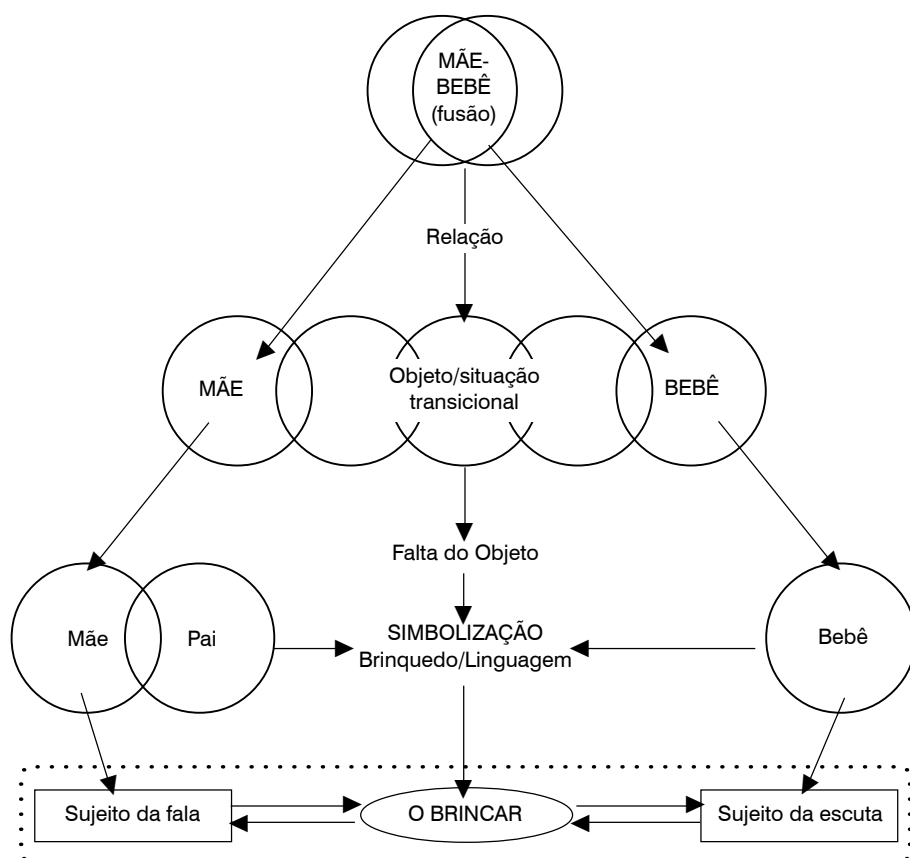 MÃE-
BEBÊ
(fusão)
Relação
MÃE
Objeto/situação
transicional
BEBÊ
Falta do Objeto
Mãe
Pai
SIMBOLIZAÇÃO
Brinquedo/Linguagem
Bebê
Sujeito da fala
O BRINCAR
Sujeito da escuta